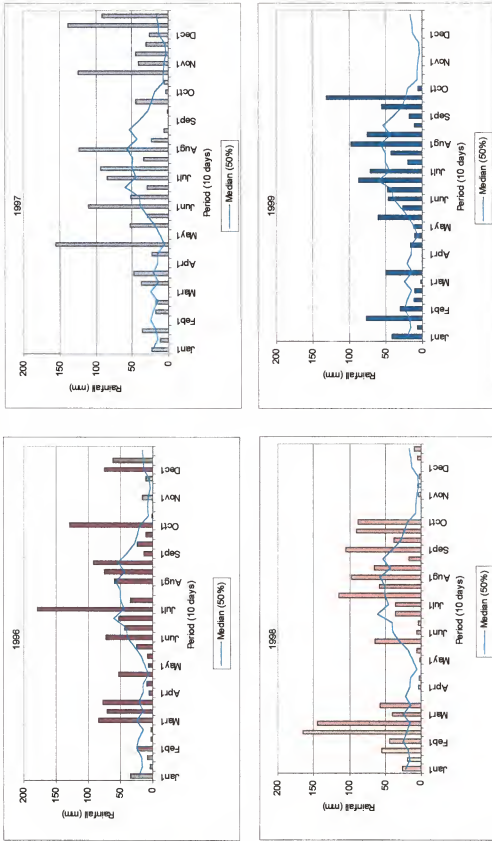 1996
Rainfall (mm)
200
150
100
50
0
Jan1 Feb1 Mar1 Apr1 May1 Jun1 Jul1 Aug1 Sept1 Oct1 Nov1 Dec1
Period (10 days)
Median (50%)
1997
Rainfall (mm)
200
150
100
50
0
Jan1 Feb1 Mar1 Apr1 May1 Jun1 Jul1 Aug1 Sept1 Oct1 Nov1 Dec1
Period (10 days)
Median (50%)
1998
Rainfall (mm)
200
150
100
50
0
Jan1 Feb1 Mar1 Apr1 May1 Jun1 Jul1 Aug1 Sept1 Oct1 Nov1 Dec1
Period (10 days)
Median (50%)
1999
Rainfall (mm)
200
150
100
50
0
Jan1 Feb1 Mar1 Apr1 May1 Jun1 Jul1 Aug1 Sept1 Oct1 Nov1 Dec1
Period (10 days)
Median (50%)